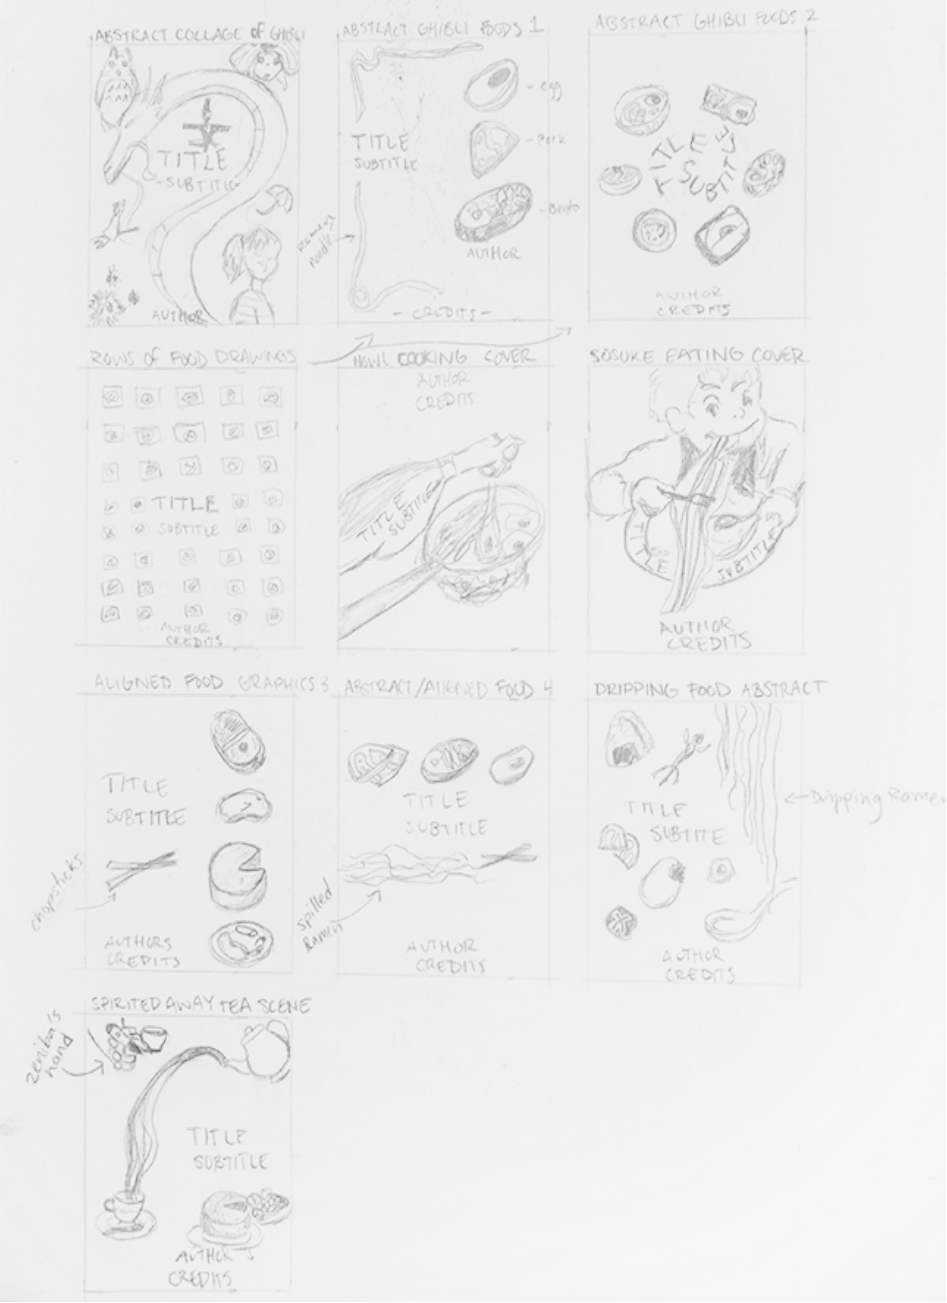 ABSTRACT COLLAGE OF GHIBLI
TITLE
SUBTITLE
AUTHOR
ABSTRACT GHIBLI FOODS 1
TITLE
SUBTITLE
egg
Pork
Bento
Ramen
noodle
AUTHOR
- CREDITS -
ABSTRACT GHIBLI FOODS 2
TITLE
SUBTITLE
AUTHOR
CREDITS
ROWS OF FOOD DRAWINGS
TITLE
SUBTITLE
AUTHOR
CREDITS
HOWL COOKING COVER
AUTHOR
CREDITS
TITLE
SUBTITLE
SOSUKE EATING COVER
TITLE
SUBTITLE
AUTHOR
CREDITS
ALIGNED FOOD GRAPHICS 3
TITLE
SUBTITLE
chopsticks
AUTHORS
CREDITS
ABSTRACT/ALIGNED FOOD 4
TITLE
SUBTITLE
spilled
Ramen
AUTHOR
CREDITS
DRIPPING FOOD ABSTRACT
TITLE
SUBTITE
Dripping Ramen
AUTHOR
CREDITS
SPIRITED AWAY TEA SCENE
zeniba's
hand
TITLE
SUBTITLE
AUTHOR
CREDITS